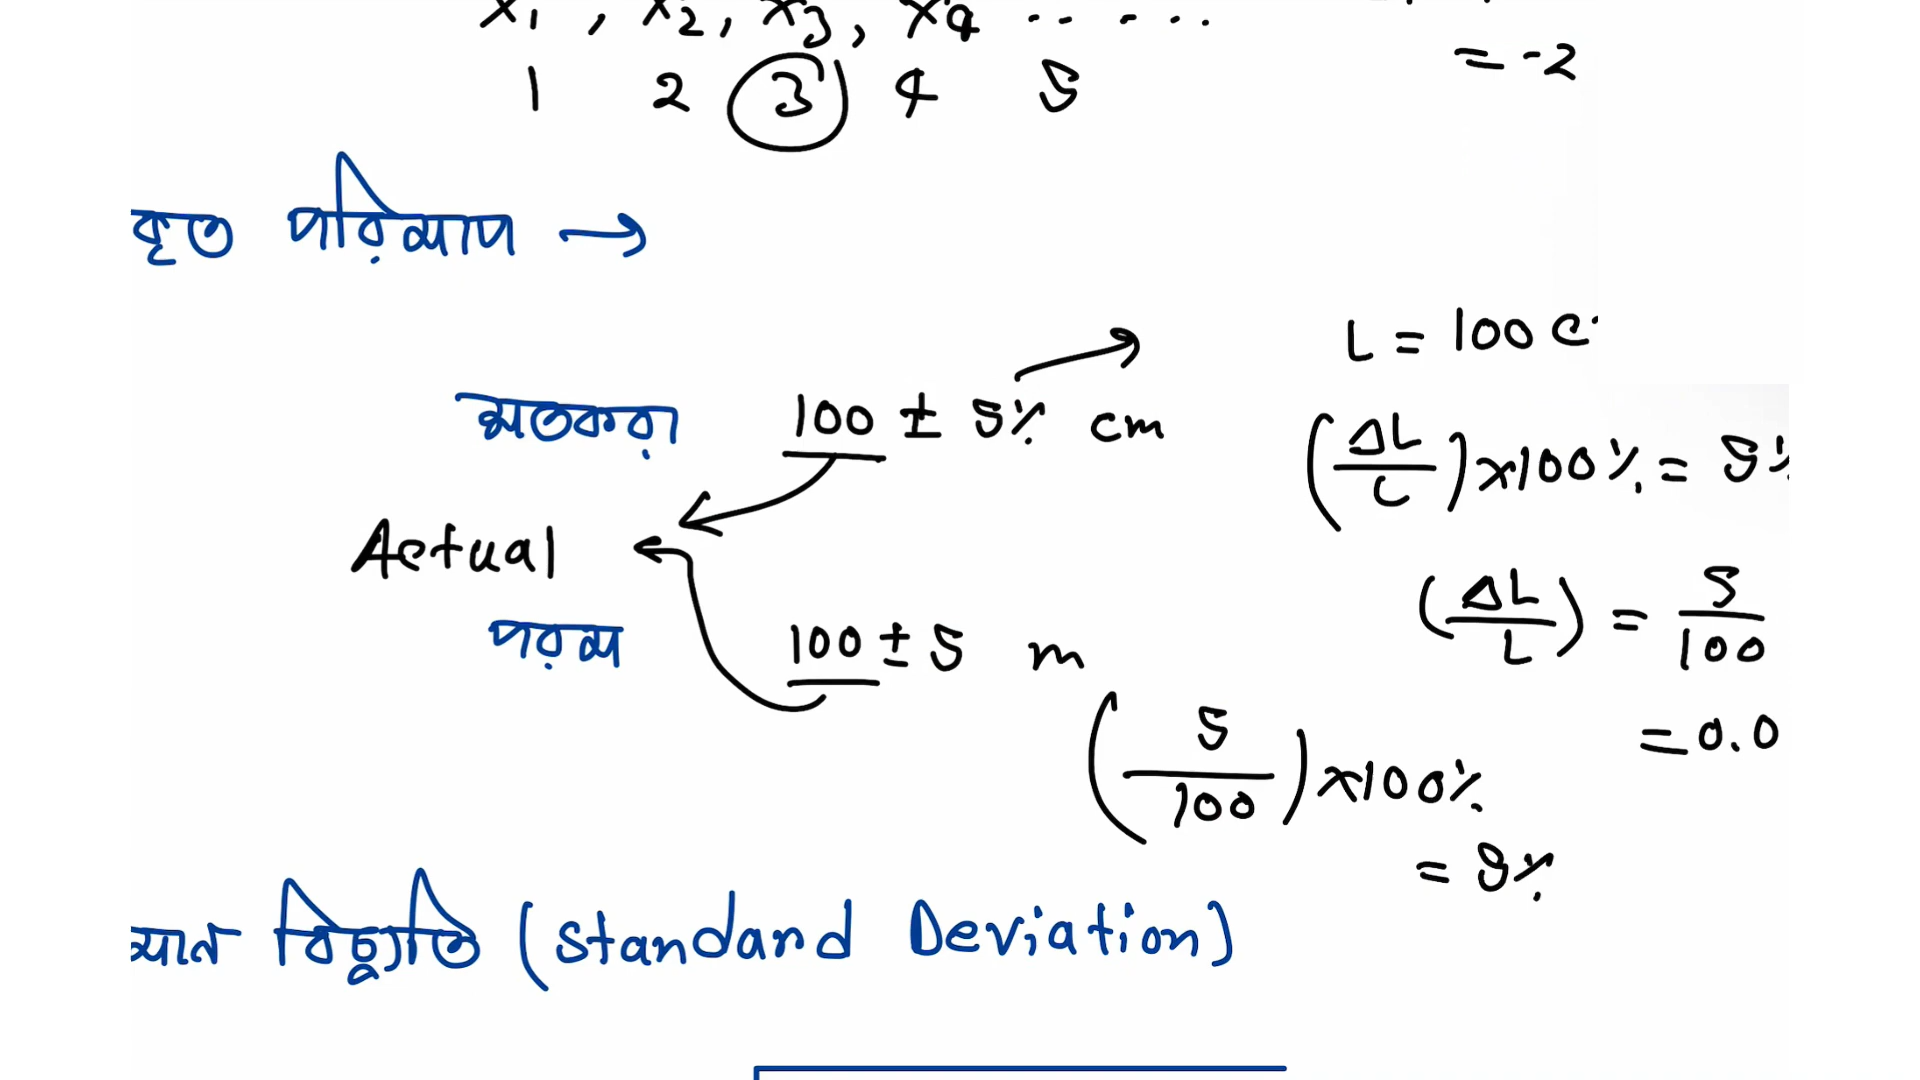 x1 , x2, x3, x4 .. . ...
1 2 3 4 5
= -2
কৃত পরিমাপ →
L = 100 c
শতকরা 100 ± 5% cm
(ΔL/L)×100% = 5%
Actual
(ΔL/L) = 5/100
পরম 100 ± 5 m
= 0.0
(5/100)×100%
= 5%
মান বিচ্যুতি (Standard Deviation)